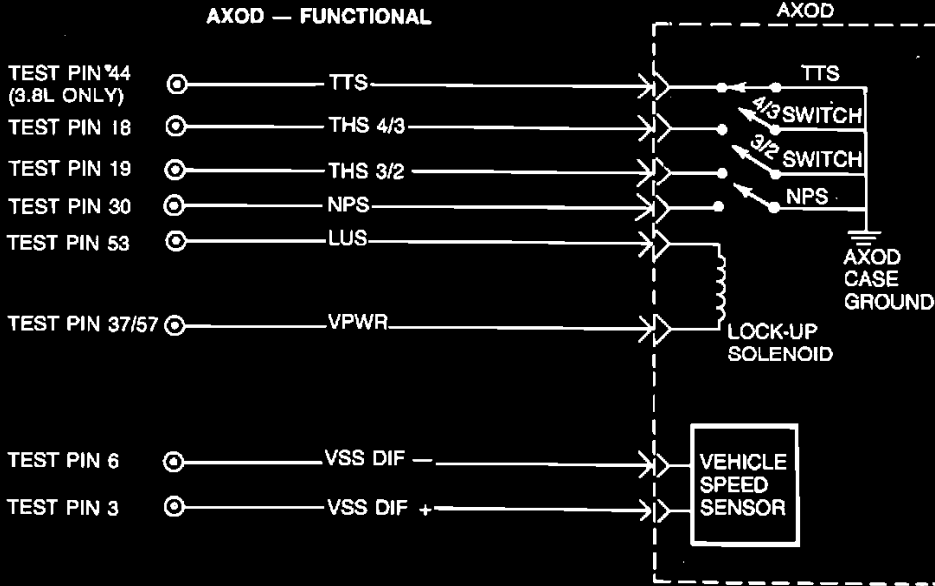 AXOD — FUNCTIONAL
AXOD
TEST PIN 44
(3.8L ONLY)
TTS
TTS
TEST PIN 18
THS 4/3
4/3 SWITCH
TEST PIN 19
THS 3/2
3/2 SWITCH
TEST PIN 30
NPS
NPS
TEST PIN 53
LUS
AXOD
CASE
GROUND
TEST PIN 37/57
VPWR
LOCK-UP
SOLENOID
TEST PIN 6
VSS DIF —
VEHICLE
SPEED
SENSOR
TEST PIN 3
VSS DIF +